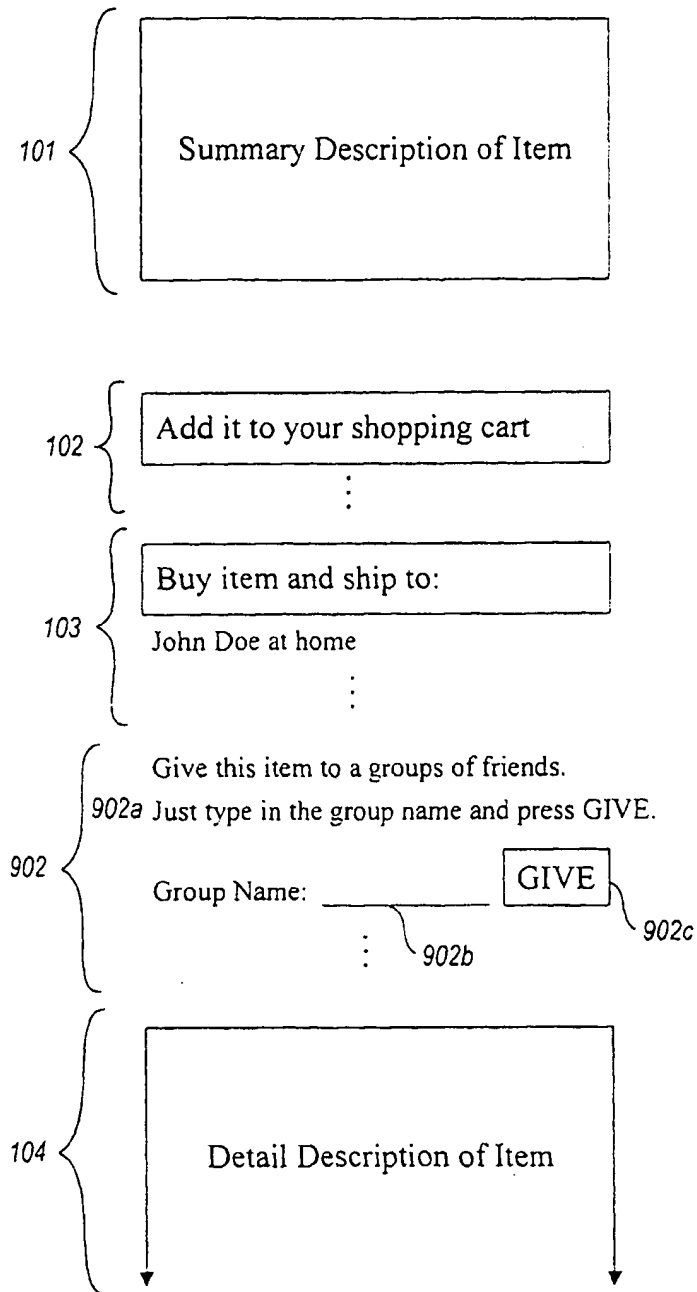 101
Summary Description of Item
102
Add it to your shopping cart
103
Buy item and ship to:
John Doe at home
902
Give this item to a groups of friends.
902a Just type in the group name and press GIVE.
Group Name: GIVE
902b
902c
104
Detail Description of Item